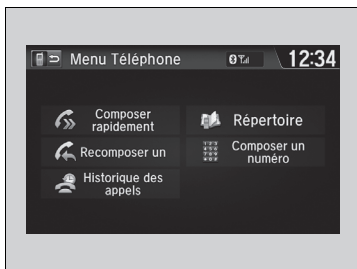 Menu Téléphone
12:34
Composer
rapidement
Répertoire
Recomposer un
Composer un
numéro
Historique des
appels